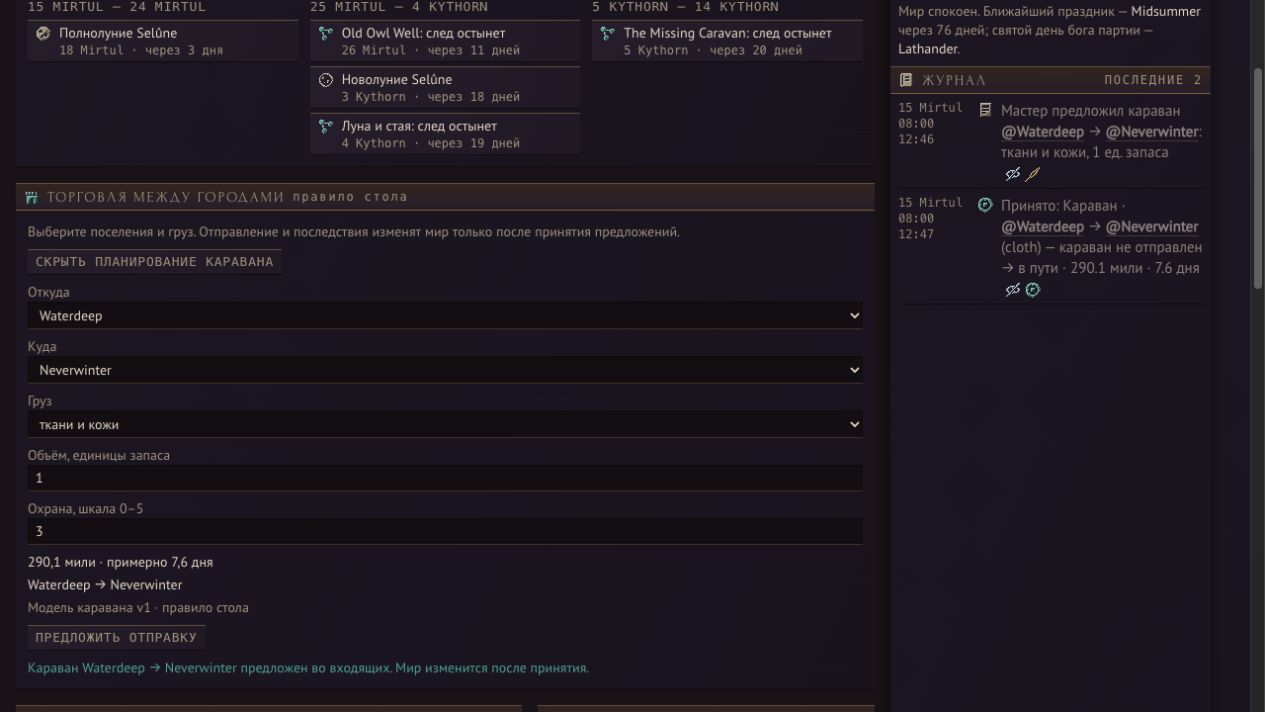 15 MIRTUL — 24 MIRTUL
Полнолуние Selûne
18 Mirtul · через 3 дня
25 MIRTUL — 4 KYTHORN
Old Owl Well: след остынет
26 Mirtul · через 11 дней
Новолуние Selûne
3 Kythorn · через 18 дней
Луна и стая: след остынет
4 Kythorn · через 19 дней
5 KYTHORN — 14 KYTHORN
The Missing Caravan: след остынет
5 Kythorn · через 20 дней
ТОРГОВЛЯ МЕЖДУ ГОРОДАМИ правило стола
Выберите поселения и груз. Отправление и последствия изменят мир только после принятия предложений.
СКРЫТЬ ПЛАНИРОВАНИЕ КАРАВАНА
Откуда
Waterdeep
Куда
Neverwinter
Груз
ткани и кожи
Объём, единицы запаса
1
Охрана, шкала 0–5
3
290,1 мили · примерно 7,6 дня
Waterdeep → Neverwinter
Модель каравана v1 · правило стола
ПРЕДЛОЖИТЬ ОТПРАВКУ
Караван Waterdeep → Neverwinter предложен во входящих. Мир изменится после принятия.
Мир спокоен. Ближайший праздник — Midsummer
через 76 дней; святой день бога партии —
Lathander.
ЖУРНАЛ ПОСЛЕДНИЕ 2
15 Mirtul
08:00
12:46
Мастер предложил караван
@Waterdeep → @Neverwinter:
ткани и кожи, 1 ед. запаса
15 Mirtul
08:00
12:47
Принято: Караван ·
@Waterdeep → @Neverwinter
(cloth) — караван не отправлен
→ в пути · 290.1 мили · 7.6 дня